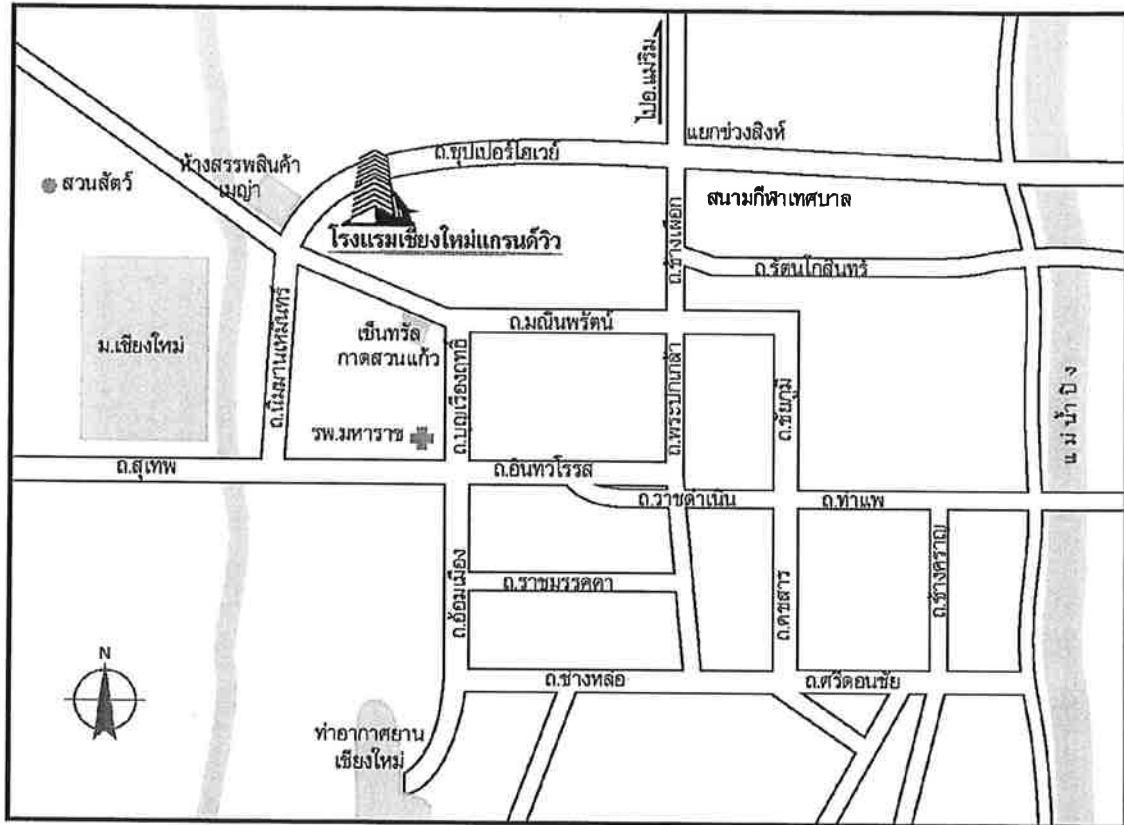 ไปอ.แม่ริม
แยกข่วงสิงห์
ถ.ซุปเปอร์ไฮเวย์
ห้างสรรพสินค้า
เมญ่า
สวนสัตว์
สนามกีฬาเทศบาล
ถ.ช้างเผือก
โรงแรมเชียงใหม่แกรนด์วิว
ถ.รัตนโกสินทร์
ถ.มณีนพรัตน์
เซ็นทรัล
กาดสวนแก้ว
ม.เชียงใหม่
ถ.นิมมานเหมินทร์
ถ.บุญเรืองฤทธิ์
ถ.พระปกเกล้า
ถ.ชัยภูมิ
แม่น้ำปิง
รพ.มหาราช
ถ.สุเทพ
ถ.อินทวโรรส
ถ.ราชดำเนิน
ถ.ท่าแพ
ถ.ช้างคราญ
ถ.ราชมรรคคา
ถ.อ้อมเมือง
ถ.คชสาร
N
ถ.ช่างหล่อ
ถ.ศรีดอนชัย
ท่าอากาศยาน
เชียงใหม่